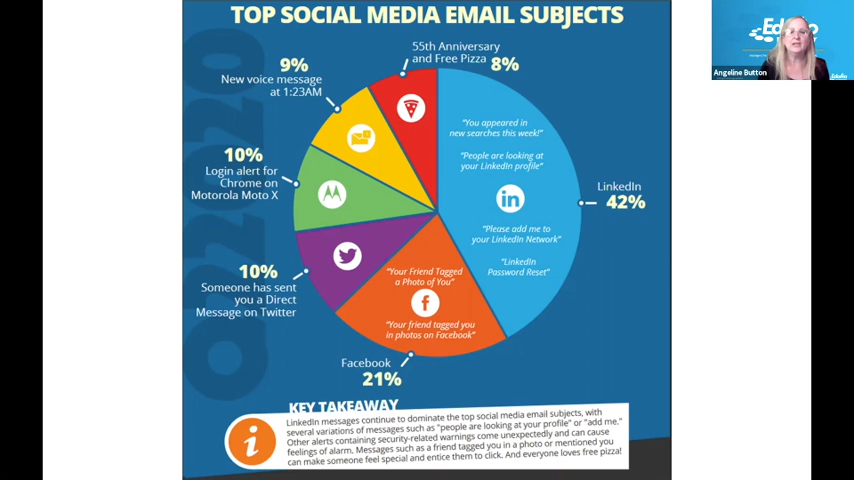 TOP SOCIAL MEDIA EMAIL SUBJECTS
Angeline Button
55th Anniversary
and Free Pizza 8%
9%
New voice message
at 1:23AM
"You appeared in
new searches this week!"
"People are looking at
your LinkedIn profile"
10%
Login alert for
Chrome on
Motorola Moto X
in
LinkedIn
42%
"Please add me to
your LinkedIn Network"
"LinkedIn
Password Reset"
10%
Someone has sent
you a Direct
Message on Twitter
"Your Friend Tagged
a Photo of You"
f
"Your friend tagged you
in photos on Facebook"
Facebook
21%
Q22020
KEY TAKEAWAY
i
LinkedIn messages continue to dominate the top social media email subjects, with
several variations of messages such as "people are looking at your profile" or "add me."
Other alerts containing security-related warnings come unexpectedly and can cause
feelings of alarm. Messages such as a friend tagged you in a photo or mentioned you
can make someone feel special and entice them to click. And everyone loves free pizza!